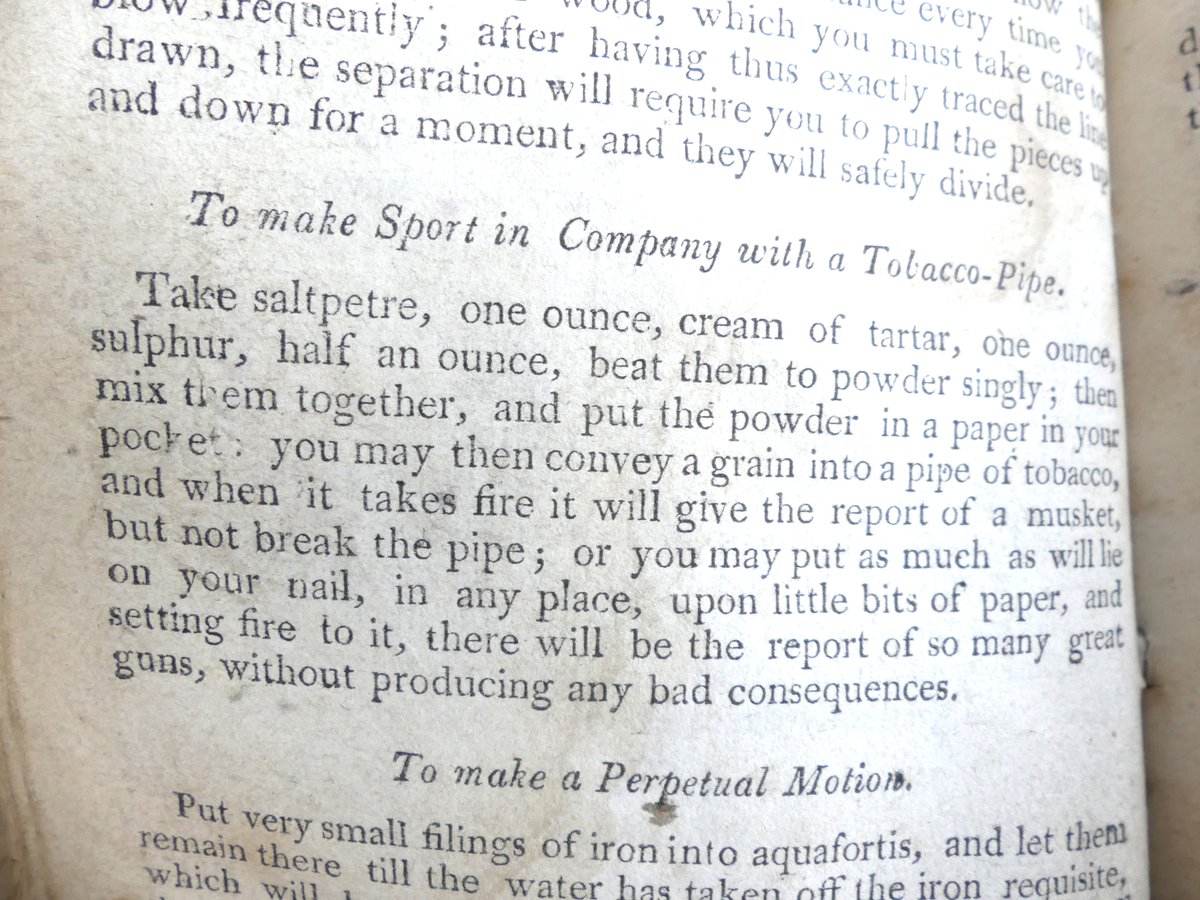 blow frequently; wood, which you must take care to
drawn, the separation will require you to pull the pieces up
and down for a moment, and they will safely divide.
To make Sport in Company with a Tobacco-Pipe.
Take saltpetre, one ounce, cream of tartar, one ounce,
sulphur, half an ounce, beat them to powder singly; then
mix them together, and put the powder in a paper in your
pocket: you may then convey a grain into a pipe of tobacco,
and when it takes fire it will give the report of a musket,
but not break the pipe; or you may put as much as will lie
on your nail, in any place, upon little bits of paper, and
setting fire to it, there will be the report of so many great
guns, without producing any bad consequences.
To make a Perpetual Motion.
Put very small filings of iron into aquafortis, and let them
remain there till the water has taken off the iron requisite,
which will